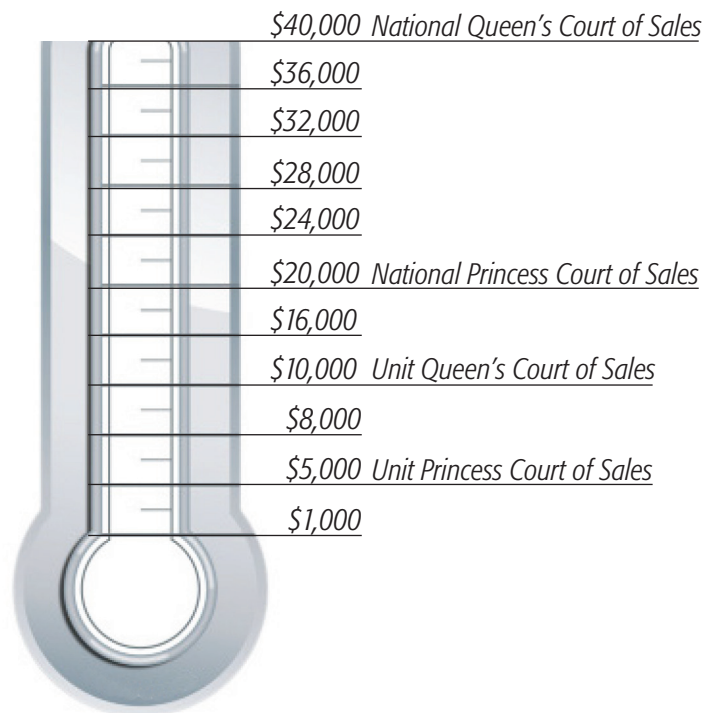 $40,000 National Queen’s Court of Sales
$36,000
$32,000
$28,000
$24,000
$20,000 National Princess Court of Sales
$16,000
$10,000 Unit Queen’s Court of Sales
$8,000
$5,000 Unit Princess Court of Sales
$1,000